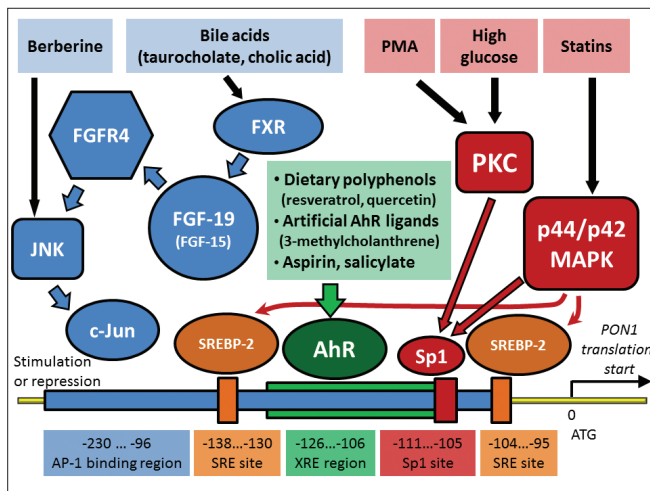 Berberine
Bile acids
(taurocholate, cholic acid)
PMA
High
glucose
Statins
FGFR4
FXR
PKC
FGF-19
(FGF-15)
• Dietary polyphenols
(resveratrol, quercetin)
• Artificial AhR ligands
(3-methylcholanthrene)
• Aspirin, salicylate
JNK
p44/p42
MAPK
c-Jun
SREBP-2
AhR
Sp1
SREBP-2
PON1
translation
start
Stimulation
or repression
0
ATG
-230 ... -96
AP-1 binding region
-138...-130
SRE site
-126...-106
XRE region
-111...-105
Sp1 site
-104...-95
SRE site